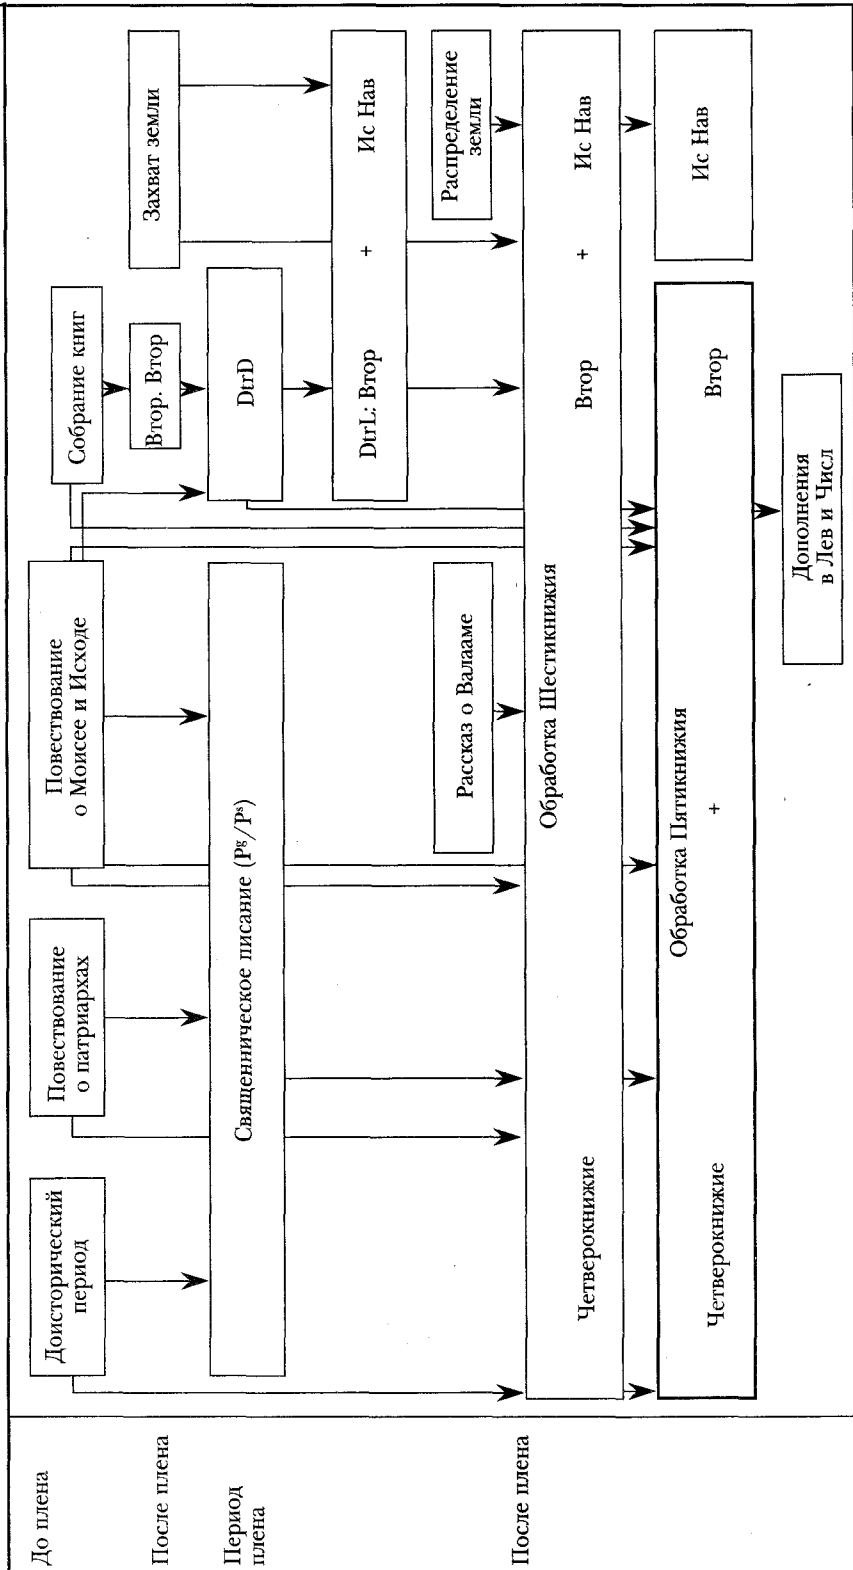 До плена
Доисторический
период
Повествование
о патриархах
Повествование
о Моисее и Исходе
Собрание книг
После плена
Втор. Втор
Захват земли
Период
плена
Священническое писание (Pg/Ps)
DtrD
DtrL: Втор
+
Ис Нав
Рассказ о Валааме
Распределение
земли
После плена
Обработка Шестикнижия
Четверокнижие
Втор
+
Ис Нав
Обработка Пятикнижия
Четверокнижие
+
Втор
Ис Нав
Дополнения
в Лев и Числ